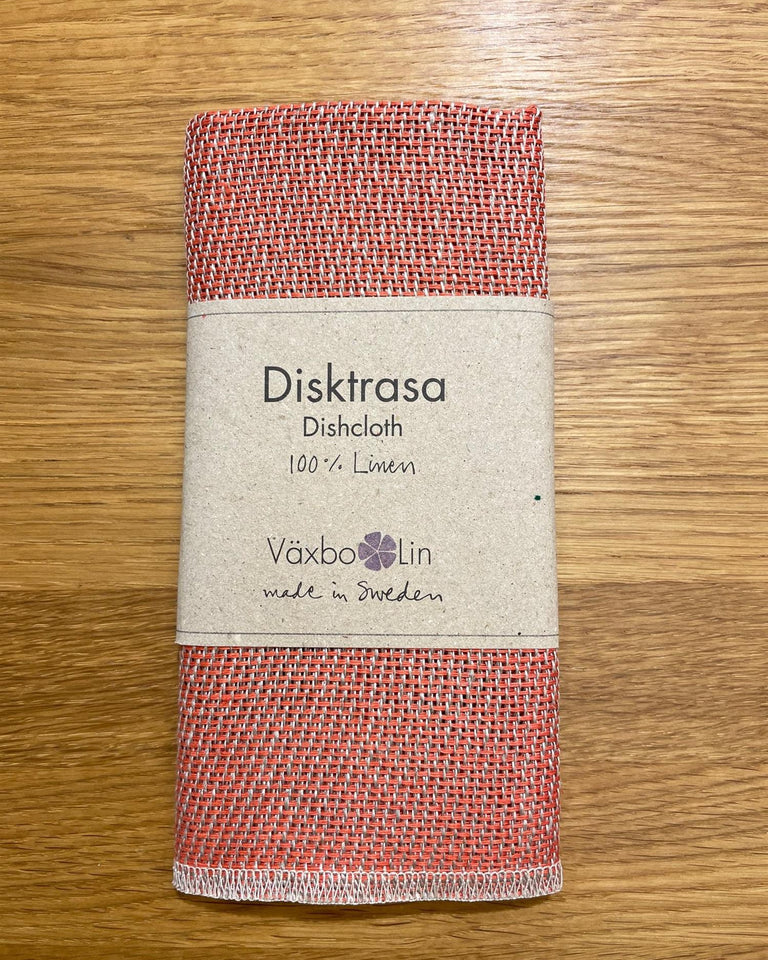 Disktrasa
Dishcloth
100% Linen
Växbo Lin
made in Sweden